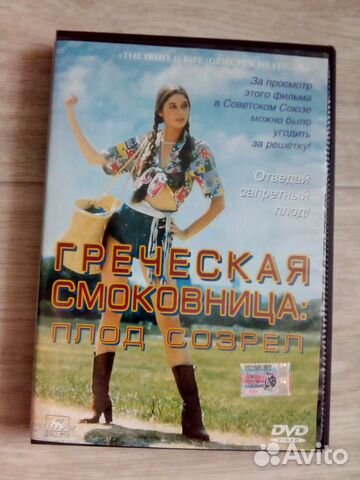 «THE FRUIT IS RIPE (GRIECHISCHE FEIGEN)»
За просмотр
этого фильма
в Советском Союзе
можно было
угодить
за решётку!
Отведай
запретный
плод!
ГРЕЧЕСКАЯ
СМОКОВНИЦА:
ПЛОД СОЗРЕЛ
DVD
VIDEO
Avito